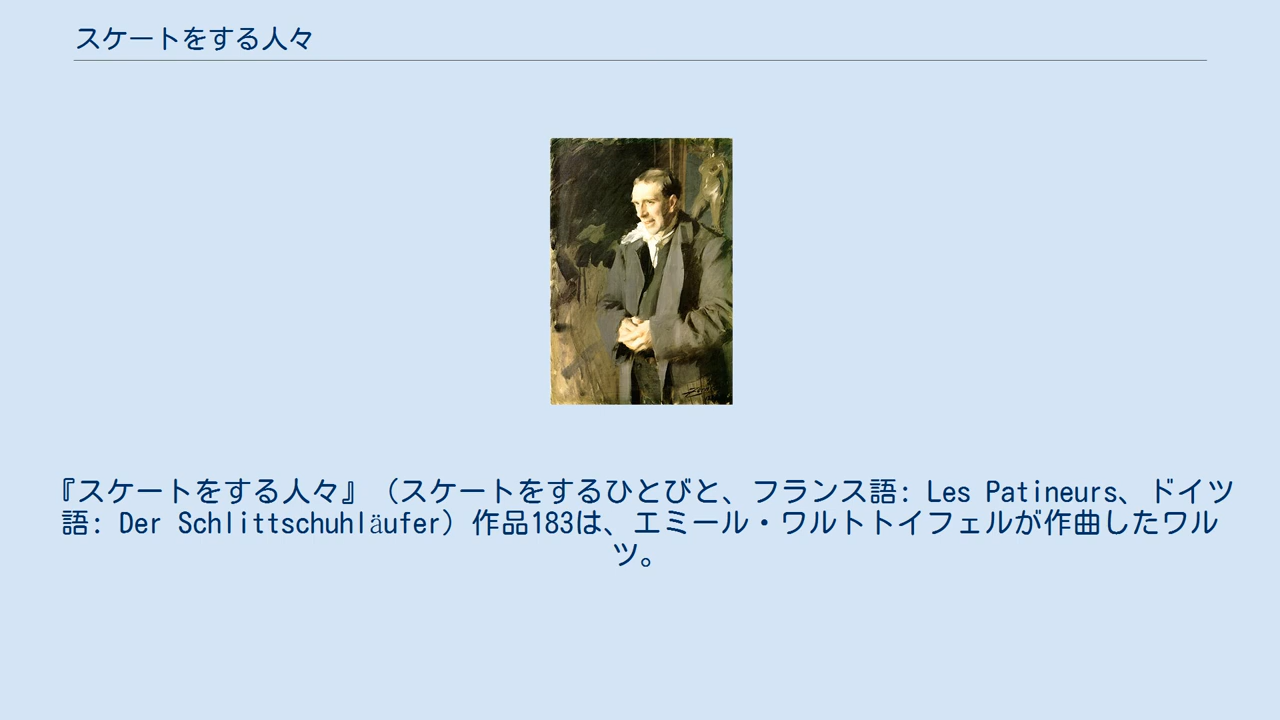 スケートをする人々
『スケートをする人々』（スケートをするひとびと、フランス語: Les Patineurs、ドイツ
語: Der Schlittschuhläufer）作品183は、エミール・ワルトトイフェルが作曲したワル
ツ。